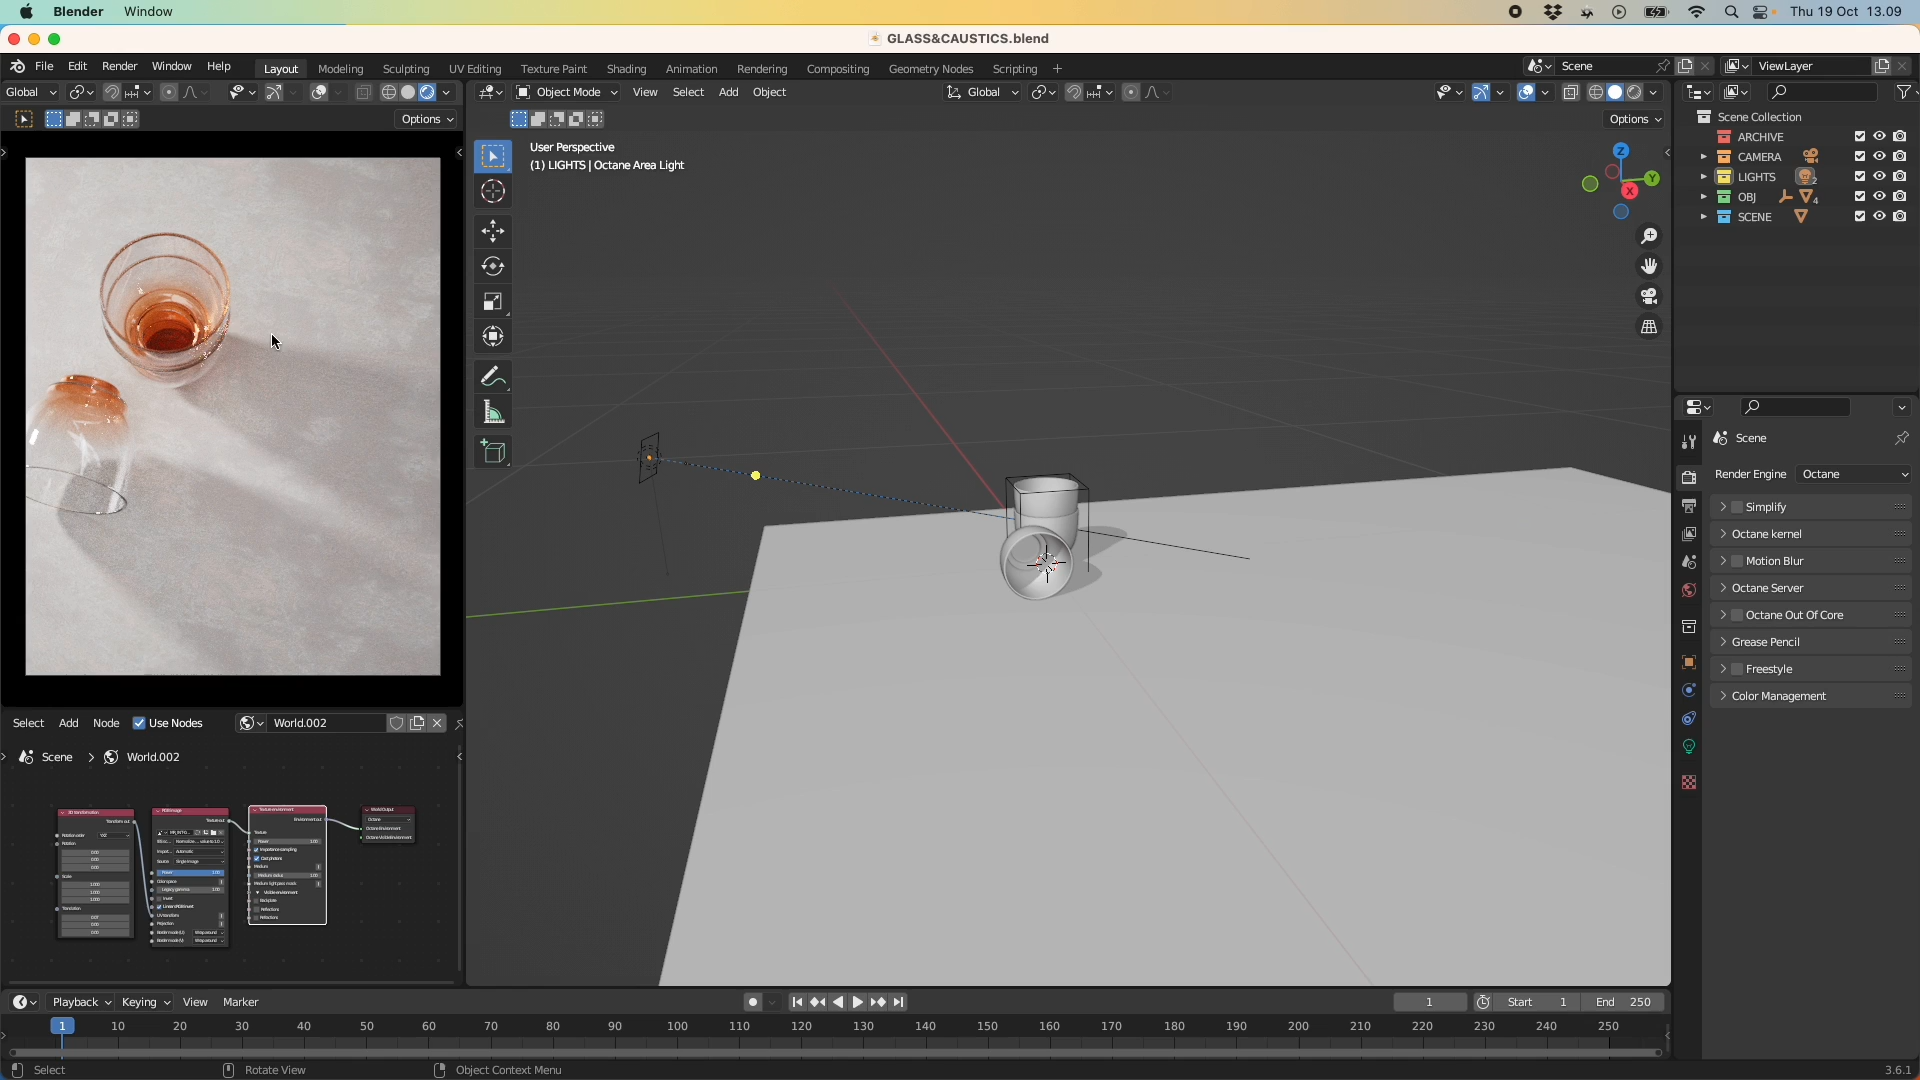 Blender Window Thu 19 Oct 13.09
GLASS&CAUSTICS.blend
File Edit Render Window Help Layout Modeling Sculpting UV Editing Texture Paint Shading Animation Rendering Compositing Geometry Nodes Scripting + Scene ViewLayer
Global Object Mode View Select Add Object Global
Options Options
User Perspective
(1) LIGHTS | Octane Area Light
Z
Y
X
Scene Collection
ARCHIVE
CAMERA
LIGHTS 2
OBJ 4
SCENE
Scene
Render Engine Octane
Simplify
Octane kernel
Motion Blur
Octane Server
Octane Out Of Core
Grease Pencil
Freestyle
Color Management
Select Add Node Use Nodes World.002
Scene > World.002
Playback Keying View Marker 1 Start 1 End 250
1 10 20 30 40 50 60 70 80 90 100 110 120 130 140 150 160 170 180 190 200 210 220 230 240 250
Select Rotate View Object Context Menu 3.6.1